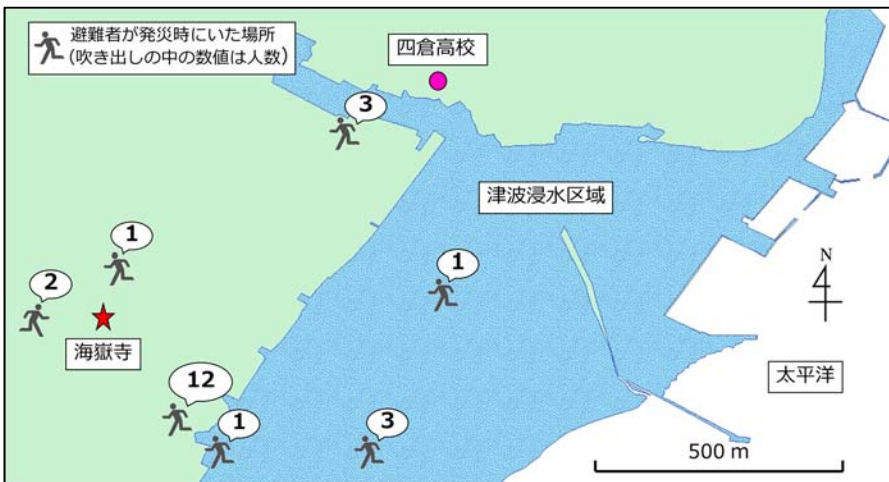 避難者が発災時にいた場所
(吹き出しの中の数値は人数)
四倉高校
3
津波浸水区域
1
2
1
海嶽寺
N
太平洋
12
1
3
500 m